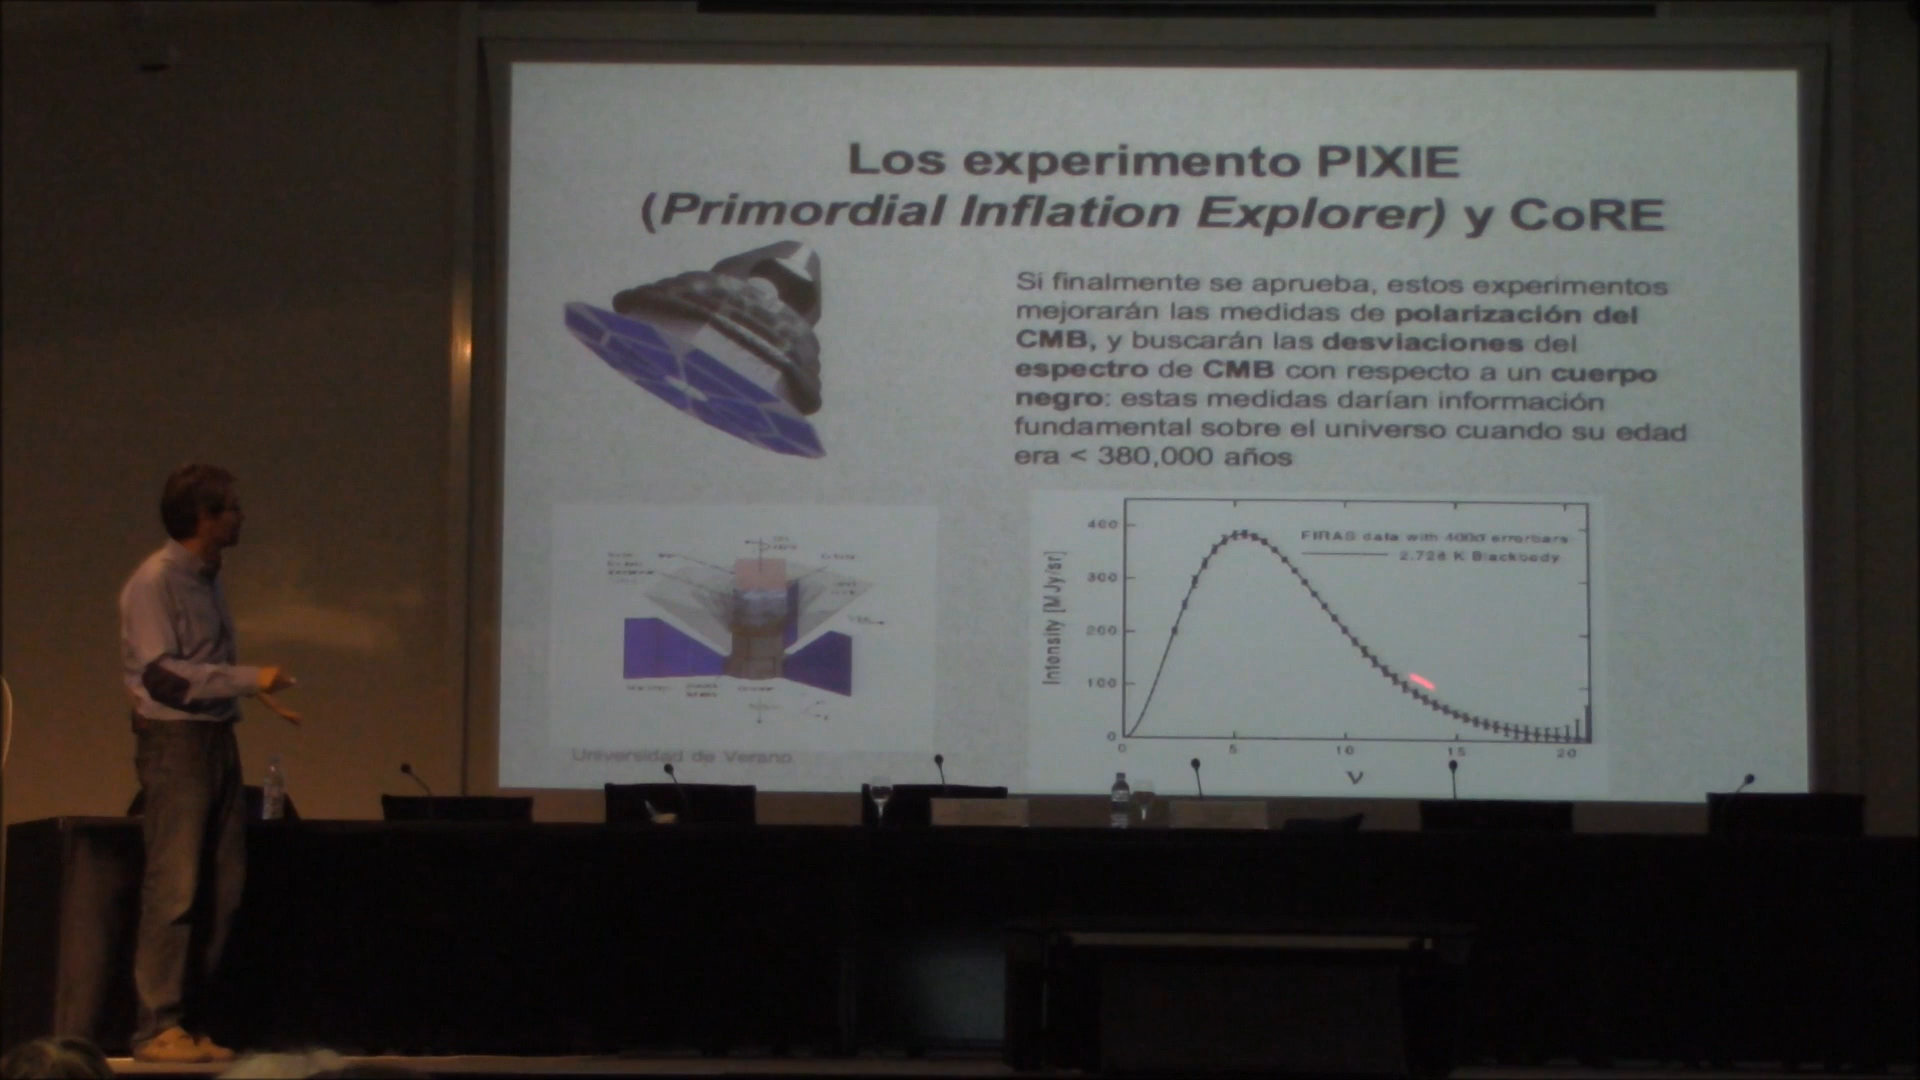 Los experimento PIXIE
(Primordial Inflation Explorer) y CoRE
Si finalmente se aprueba, estos experimentos
mejorarán las medidas de polarización del
CMB, y buscarán las desviaciones del
espectro de CMB con respecto a un cuerpo
negro: estas medidas darían información
fundamental sobre el universo cuando su edad
era < 380,000 años
FIRAS data with 400σ errorbars
2.728 K Blackbody
Intensity [MJy/sr]
400
300
200
100
0
0 5 10 15 20
ν
Universidad de Verano